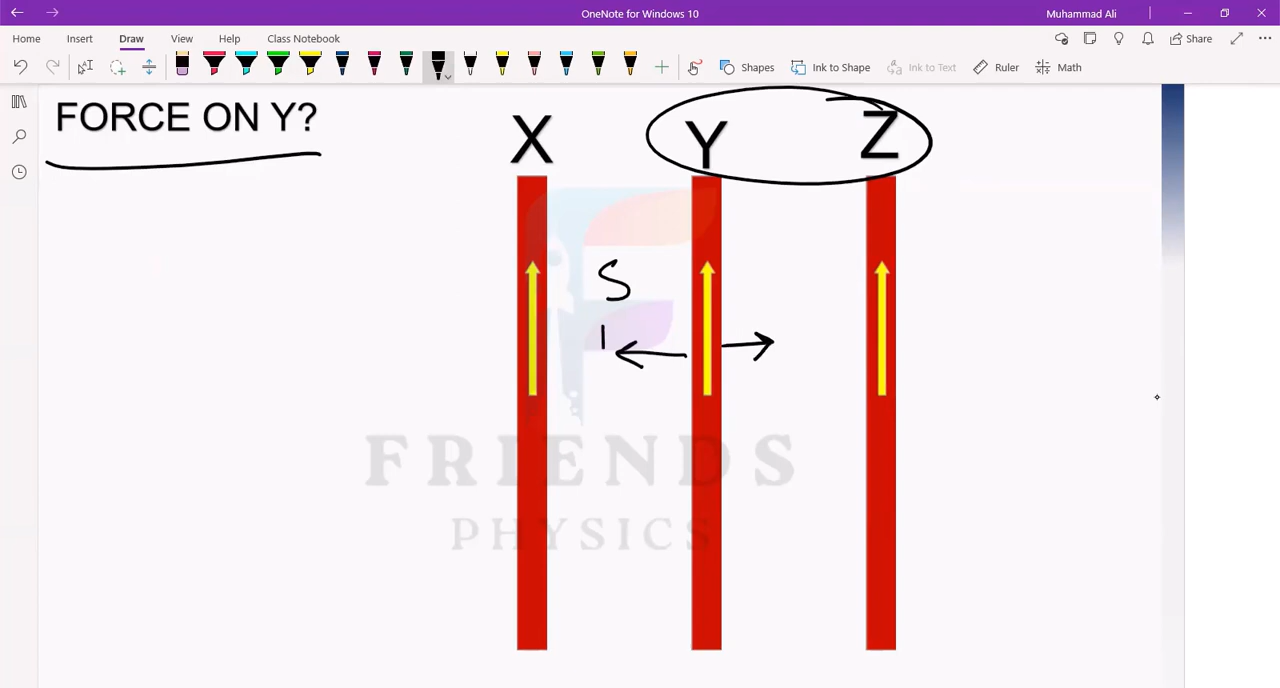 OneNote for Windows 10
Muhammad Ali
Home Insert Draw View Help Class Notebook
Share
Shapes Ink to Shape Ink to Text Ruler Math
FORCE ON Y?
X Y Z
S
FRIENDS
PHYSICS